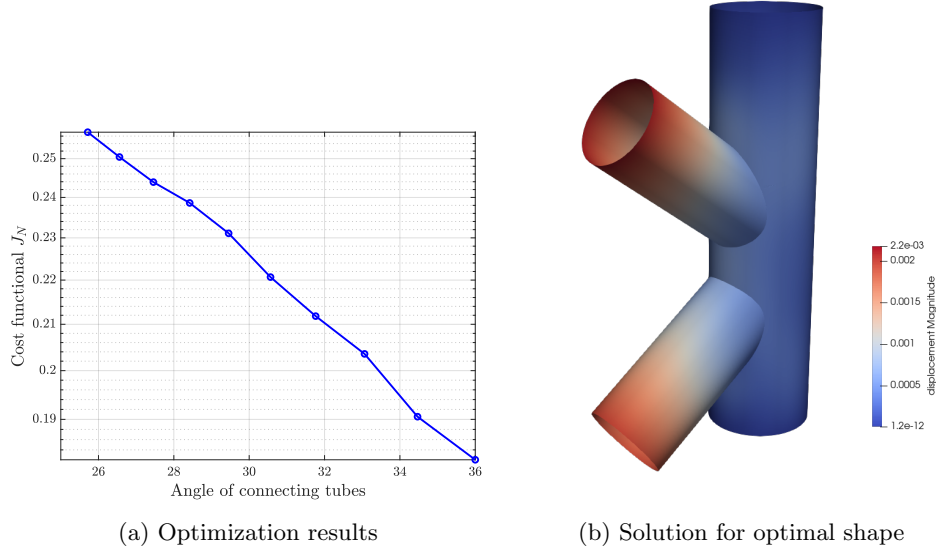 0.25
0.24
0.23
0.22
0.21
0.2
0.19
Cost functional J_N
26
28
30
32
34
36
Angle of connecting tubes
2.2e-03
0.002
0.0015
0.001
0.0005
1.2e-12
displacement Magnitude
(a) Optimization results
(b) Solution for optimal shape